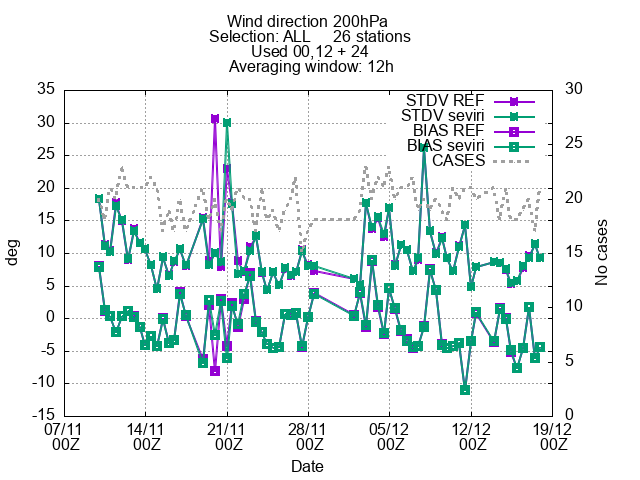 Wind direction 200hPa
Selection: ALL     26 stations
Used 00,12 + 24
Averaging window: 12h
STDV REF
STDV seviri
BIAS REF
BIAS seviri
CASES
deg
35
30
25
20
15
10
5
0
-5
-10
-15
No cases
30
25
20
15
10
5
0
07/11 14/11 21/11 28/11 05/12 12/12 19/12
00Z 00Z 00Z 00Z 00Z 00Z 00Z
Date